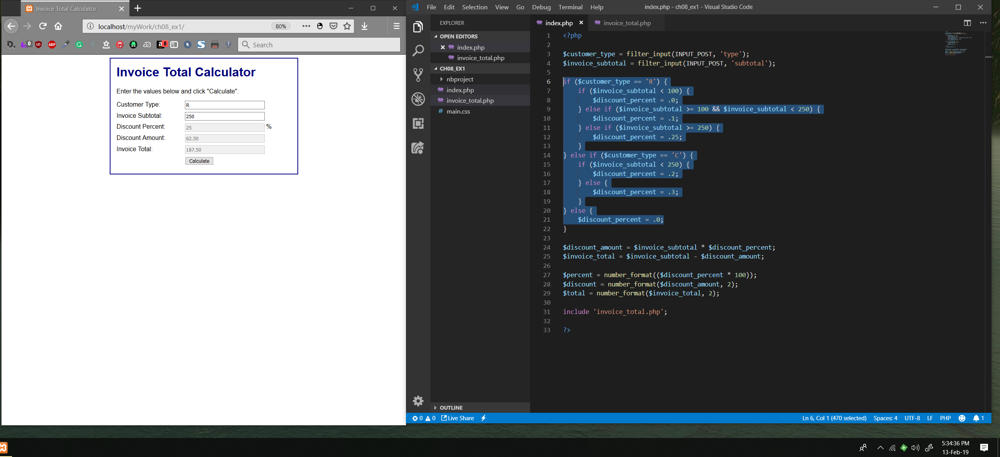 Invoice Total Calculator
localhost/myWork/ch08_ex1/
80%
D.
0
ABP
JS
a 8
Search
Invoice Total Calculator
Enter the values below and click "Calculate".
Customer Type: R
Invoice Subtotal: 250
Discount Percent: 25 %
Discount Amount: 62.50
Invoice Total: 187.50
Calculate
File Edit Selection View Go Debug Terminal Help
index.php - ch08_ex1 - Visual Studio Code
EXPLORER
OPEN EDITORS
index.php
invoice_total.php
CH08_EX1
nbproject
index.php
invoice_total.php
# main.css
OUTLINE
index.php
invoice_total.php
1 <?php
2
3 $customer_type = filter_input(INPUT_POST, 'type');
4 $invoice_subtotal = filter_input(INPUT_POST, 'subtotal');
5
6 if ($customer_type == 'R') {
7     if ($invoice_subtotal < 100) {
8         $discount_percent = .0;
9     } else if ($invoice_subtotal >= 100 && $invoice_subtotal < 250) {
10         $discount_percent = .1;
11     } else if ($invoice_subtotal >= 250) {
12         $discount_percent = .25;
13     }
14 } else if ($customer_type == 'C') {
15     if ($invoice_subtotal < 250) {
16         $discount_percent = .2;
17     } else {
18         $discount_percent = .3;
19     }
20 } else {
21     $discount_percent = .0;
22 }
23
24 $discount_amount = $invoice_subtotal * $discount_percent;
25 $invoice_total = $invoice_subtotal - $discount_amount;
26
27 $percent = number_format(($discount_percent * 100));
28 $discount = number_format($discount_amount, 2);
29 $total = number_format($invoice_total, 2);
30
31 include 'invoice_total.php';
32
33 ?>
0 0 Live Share
Ln 6, Col 1 (470 selected) Spaces: 4 UTF-8 LF PHP 1
5:34:36 PM
13-Feb-19